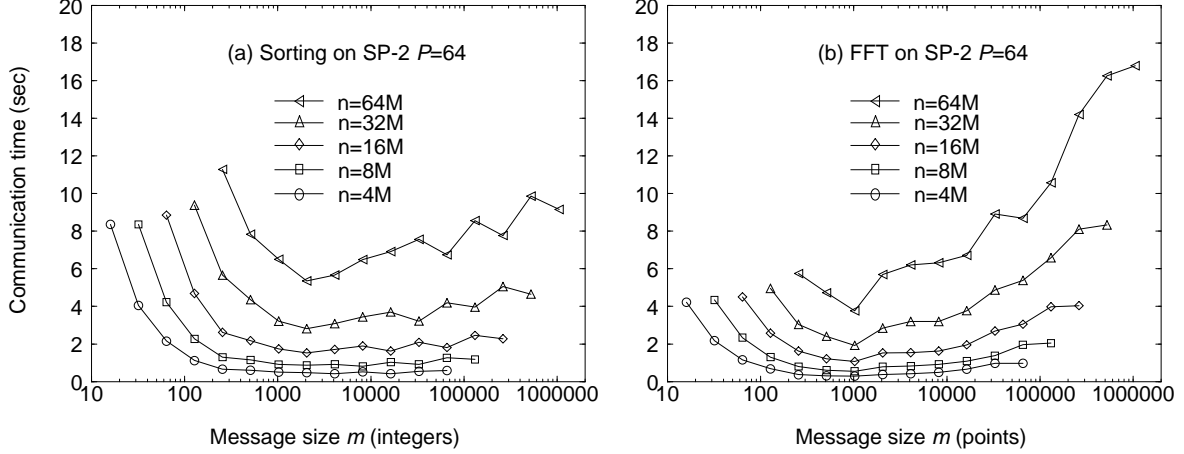 (a) Sorting on SP-2 P=64
Communication time (sec)
20
18
16
14
12
10
8
6
4
2
0
n=64M
n=32M
n=16M
n=8M
n=4M
10 100 1000 10000 100000 1000000
Message size m (integers)
(b) FFT on SP-2 P=64
20
18
16
14
12
10
8
6
4
2
0
n=64M
n=32M
n=16M
n=8M
n=4M
10 100 1000 10000 100000 1000000
Message size m (points)